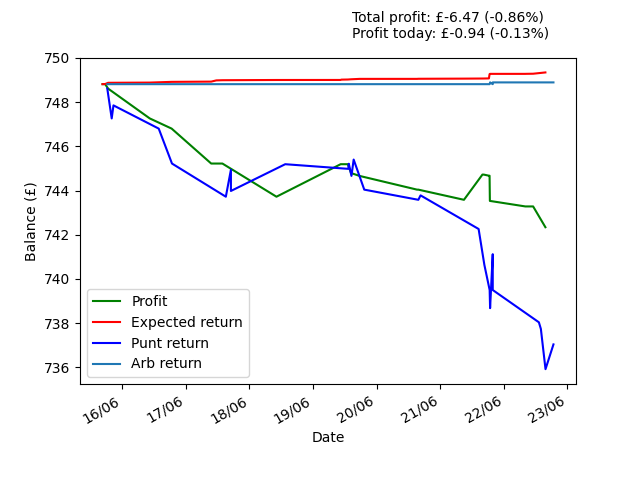 Total profit: £-6.47 (-0.86%)
Profit today: £-0.94 (-0.13%)
750
748
746
744
742
740
738
736
Balance (£)
Profit
Expected return
Punt return
Arb return
16/06
17/06
18/06
19/06
20/06
21/06
22/06
23/06
Date